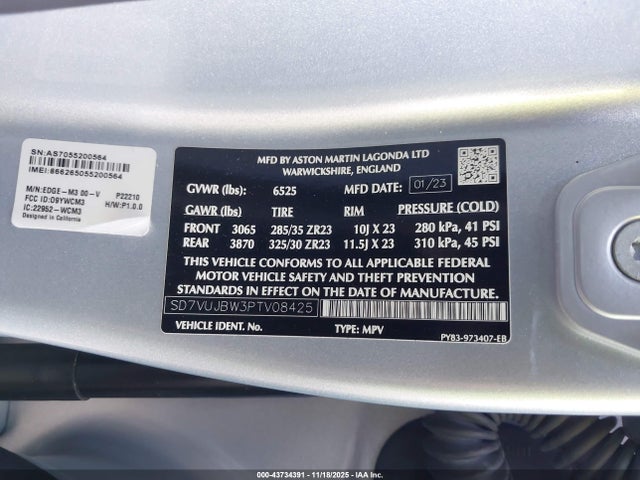 SN:AS7055200564
IMEI:866265055200564
M/N:EDGE-M3 00-V P22210
FCC ID:O9YWCM3 H/W:P1.0.0
IC:22952-WCM3
Designed in California
MFD BY ASTON MARTIN LAGONDA LTD
WARWICKSHIRE, ENGLAND
GVWR (lbs): 6525 MFD DATE: 01/23
GAWR (lbs): TIRE RIM PRESSURE (COLD)
FRONT 3065 285/35 ZR23 10J X 23 280 kPa, 41 PSI
REAR 3870 325/30 ZR23 11.5J X 23 310 kPa, 45 PSI
THIS VEHICLE CONFORMS TO ALL APPLICABLE FEDERAL
MOTOR VEHICLE SAFETY AND THEFT PREVENTION
STANDARDS IN EFFECT ON THE DATE OF MANUFACTURE.
SD7VUJBW3PTV08425
VEHICLE IDENT. No. TYPE: MPV
PY83-973407-EB
000-43734391 - 11/18/2025 - IAAI Inc.